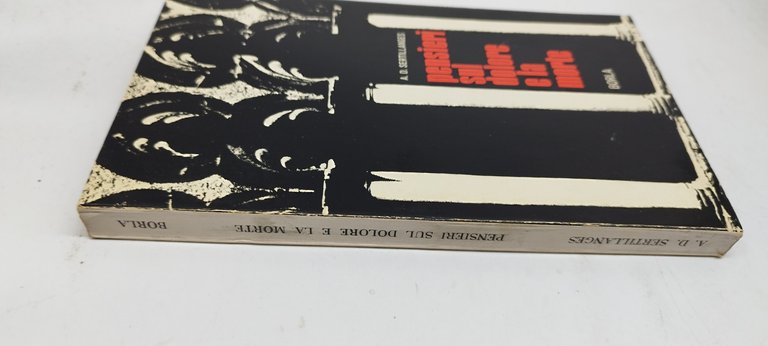 A. D. SERTILLANGES
pensieri
sul
dolore
e la
morte
BORLA
A. D. SERTILLANGES PENSIERI SUL DOLORE E LA MORTE BORLA